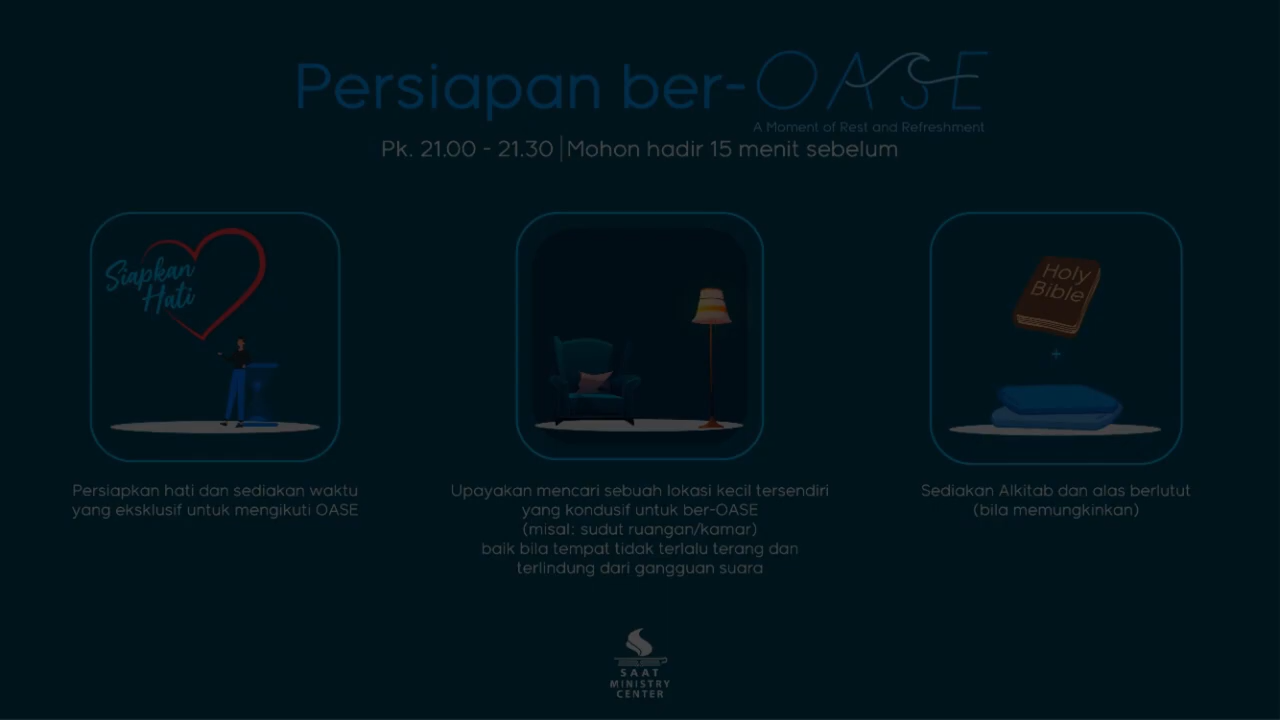 Persiapan ber-OASE
A Moment of Rest and Refreshment
Pk. 21.00 - 21.30 | Mohon hadir 15 menit sebelum
Siapkan
Hati
Holy
Bible
+
Persiapkan hati dan sediakan waktu
yang eksklusif untuk mengikuti OASE
Upayakan mencari sebuah lokasi kecil tersendiri
yang kondusif untuk ber-OASE
(misal: sudut ruangan/kamar)
baik bila tempat tidak terlalu terang dan
terlindung dari gangguan suara
Sediakan Alkitab dan alas berlutut
(bila memungkinkan)
SAAT
MINISTRY
CENTER